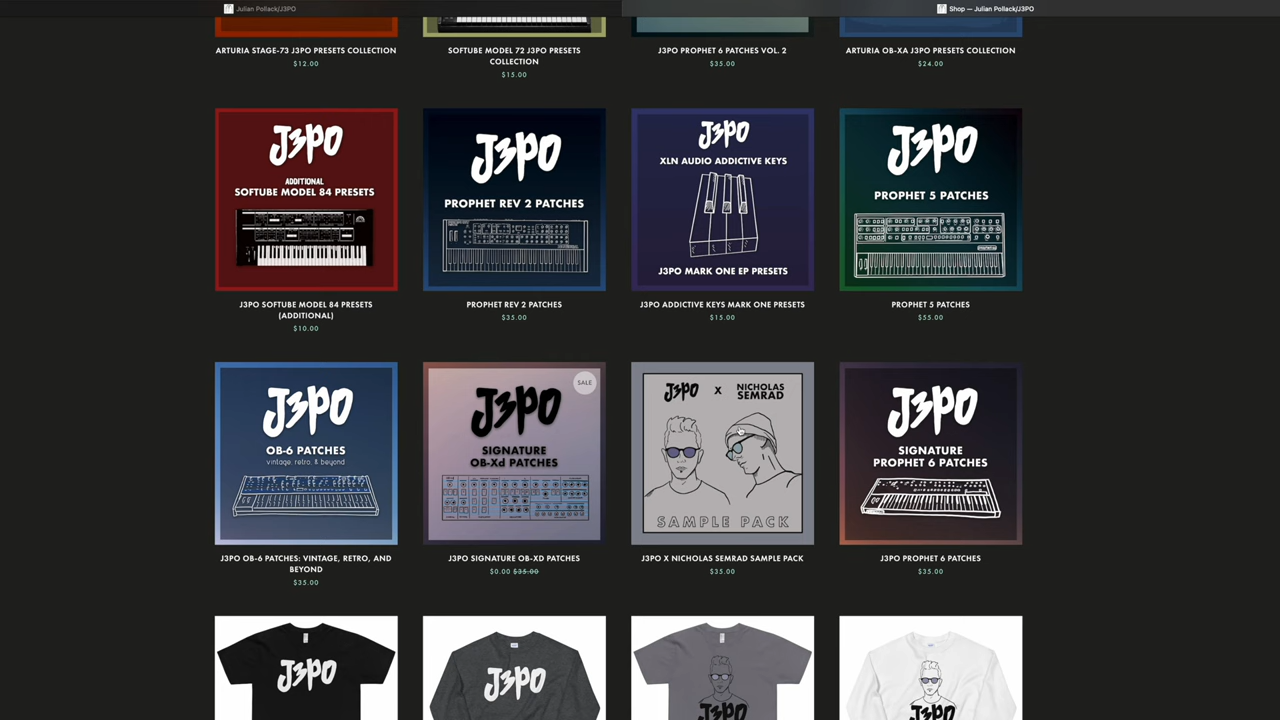 Julian Pollack/J3PO
Shop — Julian Pollack/J3PO
ARTURIA STAGE-73 J3PO PRESETS COLLECTION
$12.00
SOFTUBE MODEL 72 J3PO PRESETS
COLLECTION
$15.00
J3PO PROPHET 6 PATCHES VOL. 2
$35.00
ARTURIA OB-XA J3PO PRESETS COLLECTION
$24.00
J3PO
ADDITIONAL
SOFTUBE MODEL 84 PRESETS
J3PO SOFTUBE MODEL 84 PRESETS
(ADDITIONAL)
$10.00
J3PO
PROPHET REV 2 PATCHES
PROPHET REV 2 PATCHES
$35.00
J3PO
XLN AUDIO ADDICTIVE KEYS
J3PO MARK ONE EP PRESETS
J3PO ADDICTIVE KEYS MARK ONE PRESETS
$15.00
J3PO
PROPHET 5 PATCHES
PROPHET 5 PATCHES
$55.00
J3PO
OB-6 PATCHES
vintage, retro, & beyond
J3PO OB-6 PATCHES: VINTAGE, RETRO, AND
BEYOND
$35.00
SALE
J3PO
SIGNATURE
OB-Xd PATCHES
J3PO SIGNATURE OB-XD PATCHES
$0.00 $35.00
J3PO X NICHOLAS
SEMRAD
SAMPLE PACK
J3PO X NICHOLAS SEMRAD SAMPLE PACK
$35.00
J3PO
SIGNATURE
PROPHET 6 PATCHES
J3PO PROPHET 6 PATCHES
$35.00
J3PO
J3PO
J3PO
J3PO